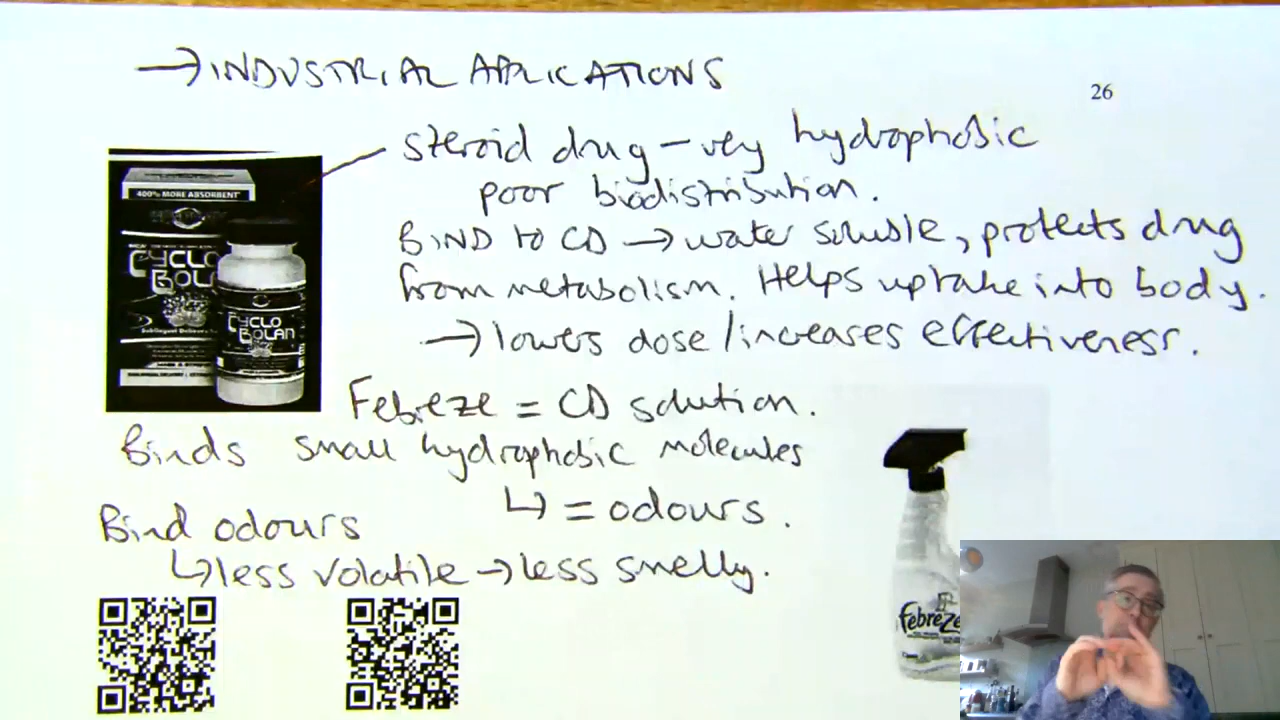 → INDUSTRIAL APPLICATIONS
26
steroid drug – very hydrophobic
poor biodistribution.
400% MORE ABSORBENT
BIND to CD → water soluble, protects drug
from metabolism. Helps uptake into body.
CYCLO
BOLAN
CYCLO
BOLAN
→ lowers dose / increases effectiveness.
Febreze = CD solution.
Binds small hydrophobic molecules
↳ = odours.
Bind odours
↳ less volatile → less smelly.
Febreze